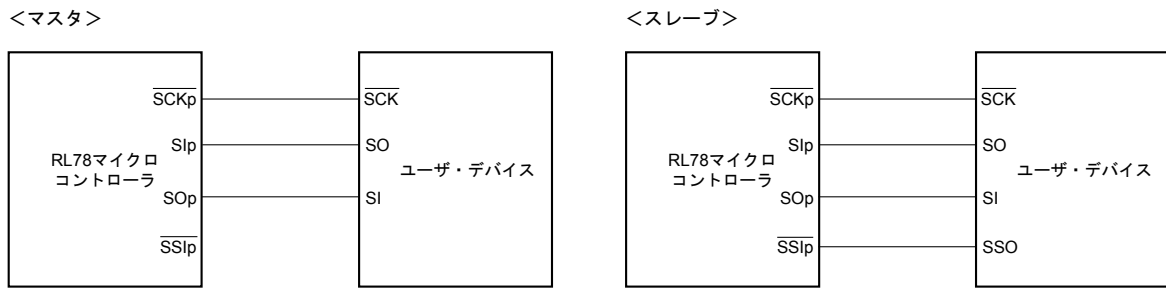 ＜マスタ＞
SCKp
SIp
RL78マイクロ
コントローラ
SOp
SSIp
SCK
SO
ユーザ・デバイス
SI
＜スレーブ＞
SCKp
SIp
RL78マイクロ
コントローラ
SOp
SSIp
SCK
SO
ユーザ・デバイス
SI
SSO